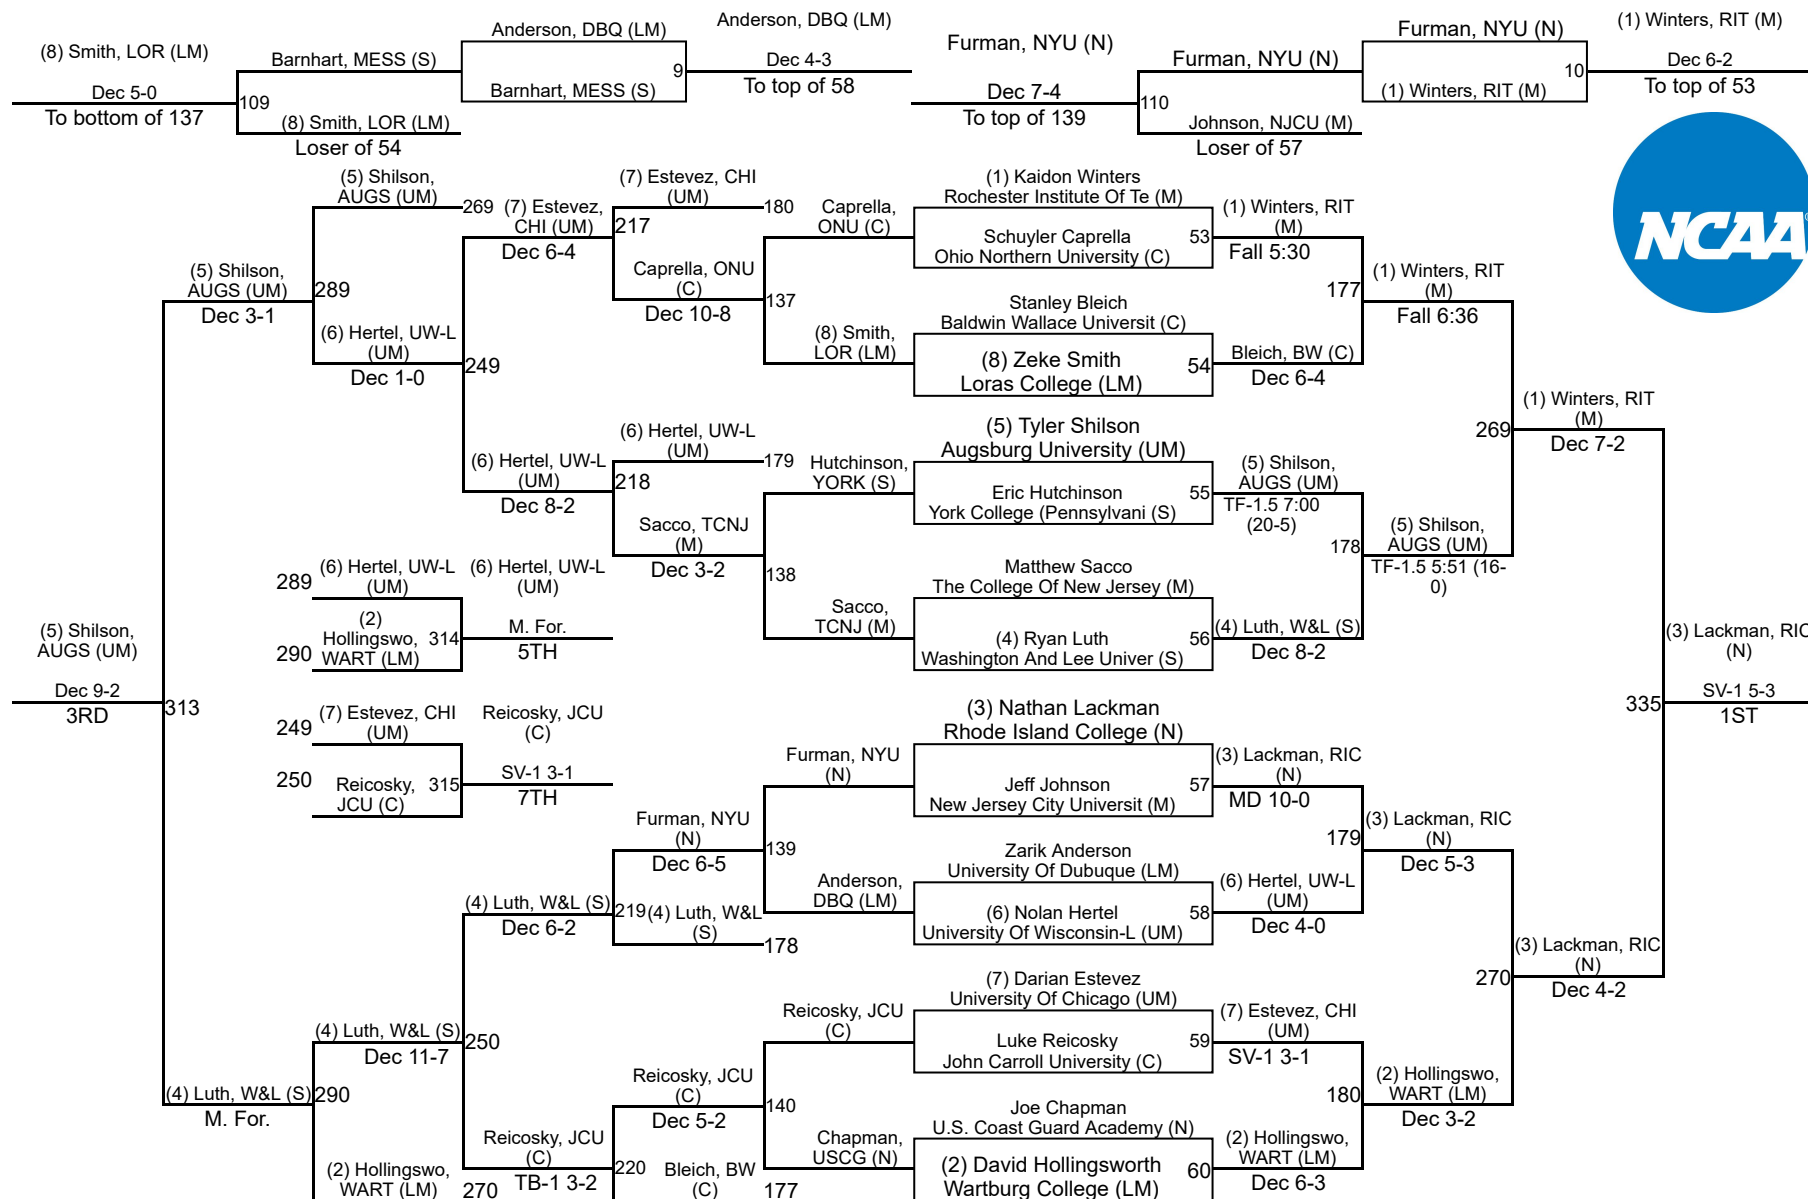 (8) Smith, LOR (LM)
Dec 5-0
To bottom of 137
Barnhart, MESS (S)
109
(8) Smith, LOR (LM)
Loser of 54
Anderson, DBQ (LM)
9
Barnhart, MESS (S)
Anderson, DBQ (LM)
Dec 4-3
To top of 58
Furman, NYU (N)
Dec 7-4
To top of 139
Furman, NYU (N)
110
Johnson, NJCU (M)
Loser of 57
Furman, NYU (N)
10
(1) Winters, RIT (M)
(1) Winters, RIT (M)
Dec 6-2
To top of 53
NCAA
(5) Shilson,
AUGS (UM)
269
(7) Estevez,
CHI (UM)
Dec 6-4
(7) Estevez, CHI
(UM)
180
217
Caprella,
ONU (C)
(1) Kaidon Winters
Rochester Institute Of Te (M)
Schuyler Caprella
Ohio Northern University (C)
53
(1) Winters, RIT
(M)
Fall 5:30
(5) Shilson,
AUGS (UM)
Dec 3-1
289
Caprella, ONU
(C)
Dec 10-8
137
Stanley Bleich
Baldwin Wallace Universit (C)
177
(1) Winters, RIT
(M)
Fall 6:36
(6) Hertel, UW-L
(UM)
Dec 1-0
249
(8) Smith,
LOR (LM)
(8) Zeke Smith
Loras College (LM)
54
Bleich, BW (C)
Dec 6-4
(1) Winters, RIT
(M)
Dec 7-2
269
(6) Hertel, UW-L
(UM)
179
(6) Hertel, UW-L
(UM)
Dec 8-2
218
Hutchinson,
YORK (S)
(5) Tyler Shilson
Augsburg University (UM)
Eric Hutchinson
York College (Pennsylvani (S)
55
(5) Shilson,
AUGS (UM)
TF-1.5 7:00
(20-5)
Sacco, TCNJ
(M)
Dec 3-2
138
Matthew Sacco
The College Of New Jersey (M)
178
(5) Shilson,
AUGS (UM)
TF-1.5 5:51 (16-
0)
289
(6) Hertel, UW-L
(UM)
(6) Hertel, UW-L
(UM)
(2)
Hollingswo,
WART (LM)
314
290
M. For.
5TH
Sacco,
TCNJ (M)
(4) Ryan Luth
Washington And Lee Univer (S)
56
(4) Luth, W&L (S)
Dec 8-2
(5) Shilson,
AUGS (UM)
Dec 9-2
3RD
313
(3) Lackman, RIC
(N)
335
SV-1 5-3
1ST
249
(7) Estevez, CHI
(UM)
Reicosky, JCU
(C)
250
Reicosky,
JCU (C)
315
SV-1 3-1
7TH
Furman, NYU
(N)
(3) Nathan Lackman
Rhode Island College (N)
Jeff Johnson
New Jersey City Universit (M)
57
(3) Lackman, RIC
(N)
MD 10-0
Furman, NYU
(N)
Dec 6-5
139
Zarik Anderson
University Of Dubuque (LM)
179
(3) Lackman, RIC
(N)
Dec 5-3
(4) Luth, W&L (S)
Dec 6-2
219
(4) Luth, W&L
(S)
178
Anderson,
DBQ (LM)
(6) Nolan Hertel
University Of Wisconsin-L (UM)
58
(6) Hertel, UW-L
(UM)
Dec 4-0
270
(3) Lackman, RIC
(N)
Dec 4-2
(4) Luth, W&L (S)
Dec 11-7
250
Reicosky, JCU
(C)
(7) Darian Estevez
University Of Chicago (UM)
Luke Reicosky
John Carroll University (C)
59
(7) Estevez, CHI
(UM)
SV-1 3-1
(4) Luth, W&L (S)
M. For.
290
Reicosky, JCU
(C)
Dec 5-2
140
Joe Chapman
U.S. Coast Guard Academy (N)
180
(2) Hollingswo,
WART (LM)
Dec 3-2
(2) Hollingswo,
WART (LM)
270
Reicosky, JCU
(C)
TB-1 3-2
220
Bleich, BW
(C)
177
Chapman,
USCG (N)
(2) David Hollingsworth
Wartburg College (LM)
60
(2) Hollingswo,
WART (LM)
Dec 6-3